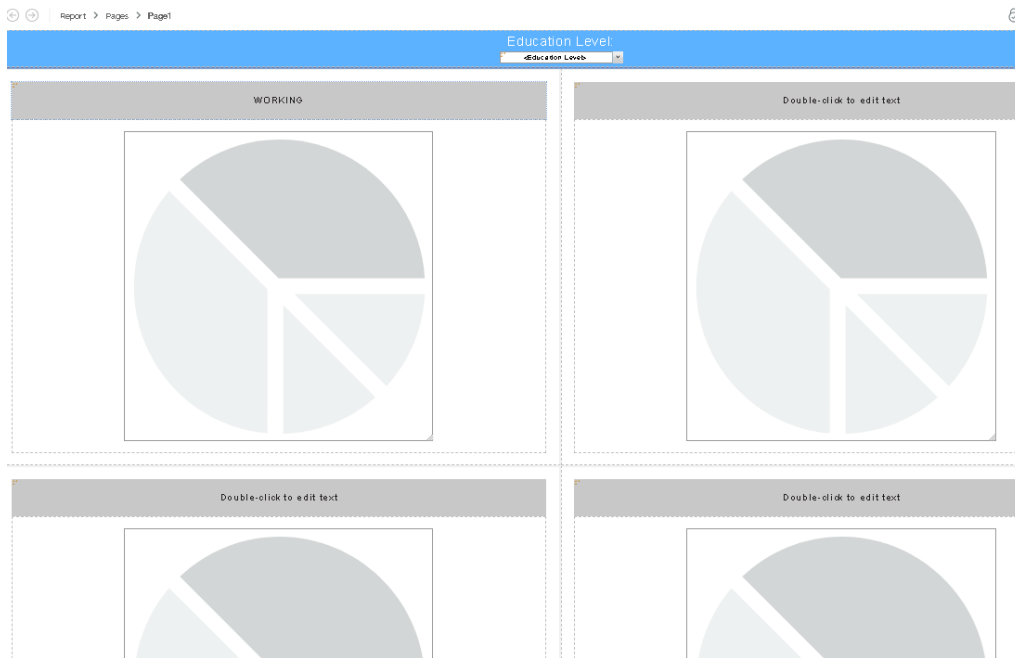 Report > Pages > Page1
Education Level:
<Education Level>
WORKING
Double-click to edit text
Double-click to edit text
Double-click to edit text